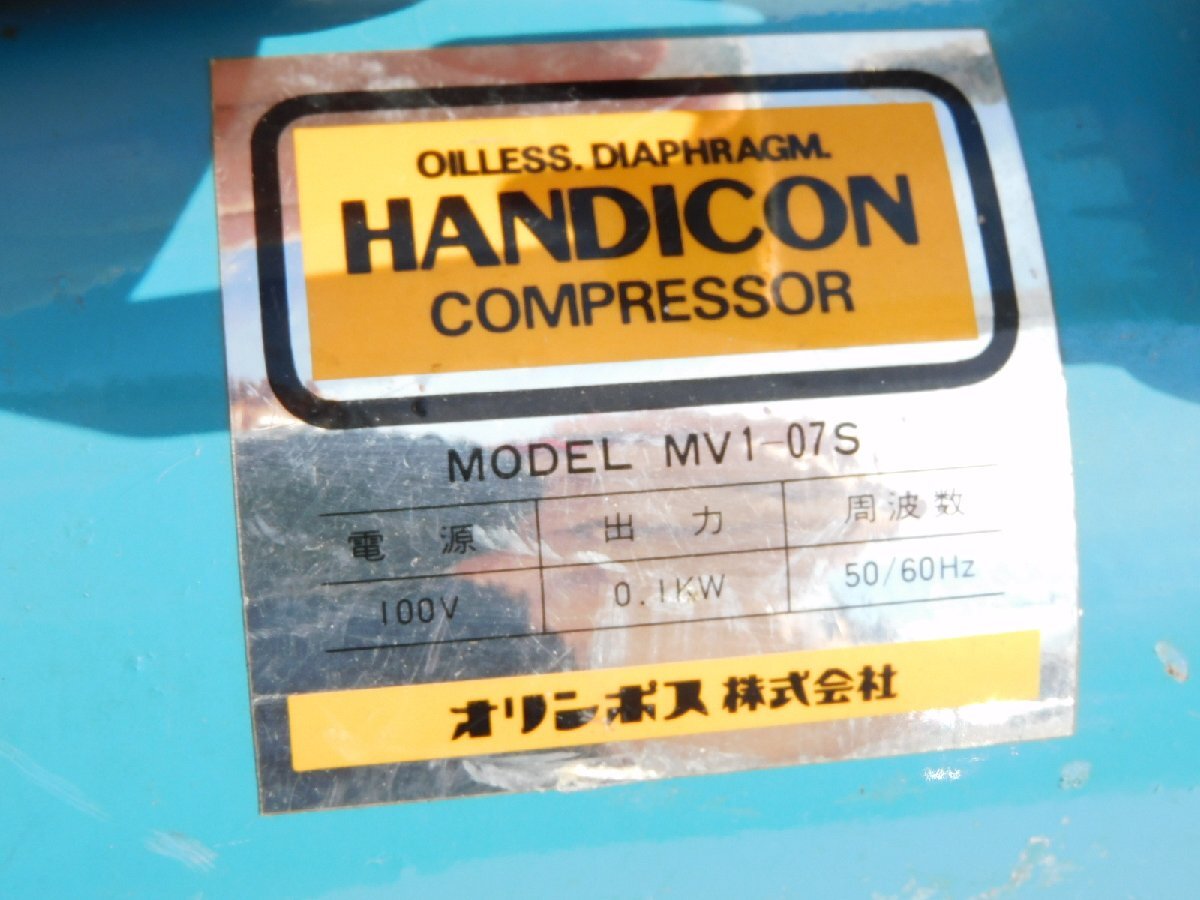 OILLESS. DIAPHRAGM.
HANDICON
COMPRESSOR
MODEL MV1-07S
電源 出力 周波数
100V 0.1KW 50/60Hz
オリンポス株式会社